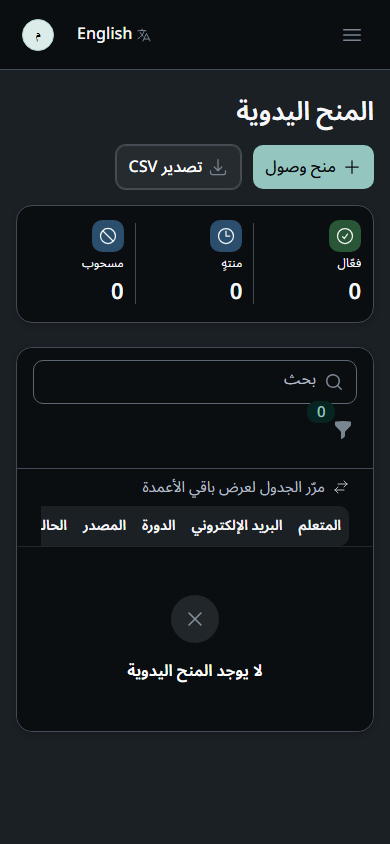 English
م
المنح اليدوية
منح وصول
تصدير CSV
فعّال
0
منتهٍ
0
مسحوب
0
بحث
0
مرّر الجدول لعرض باقي الأعمدة
المتعلم البريد الإلكتروني الدورة المصدر الحال
لا يوجد المنح اليدوية